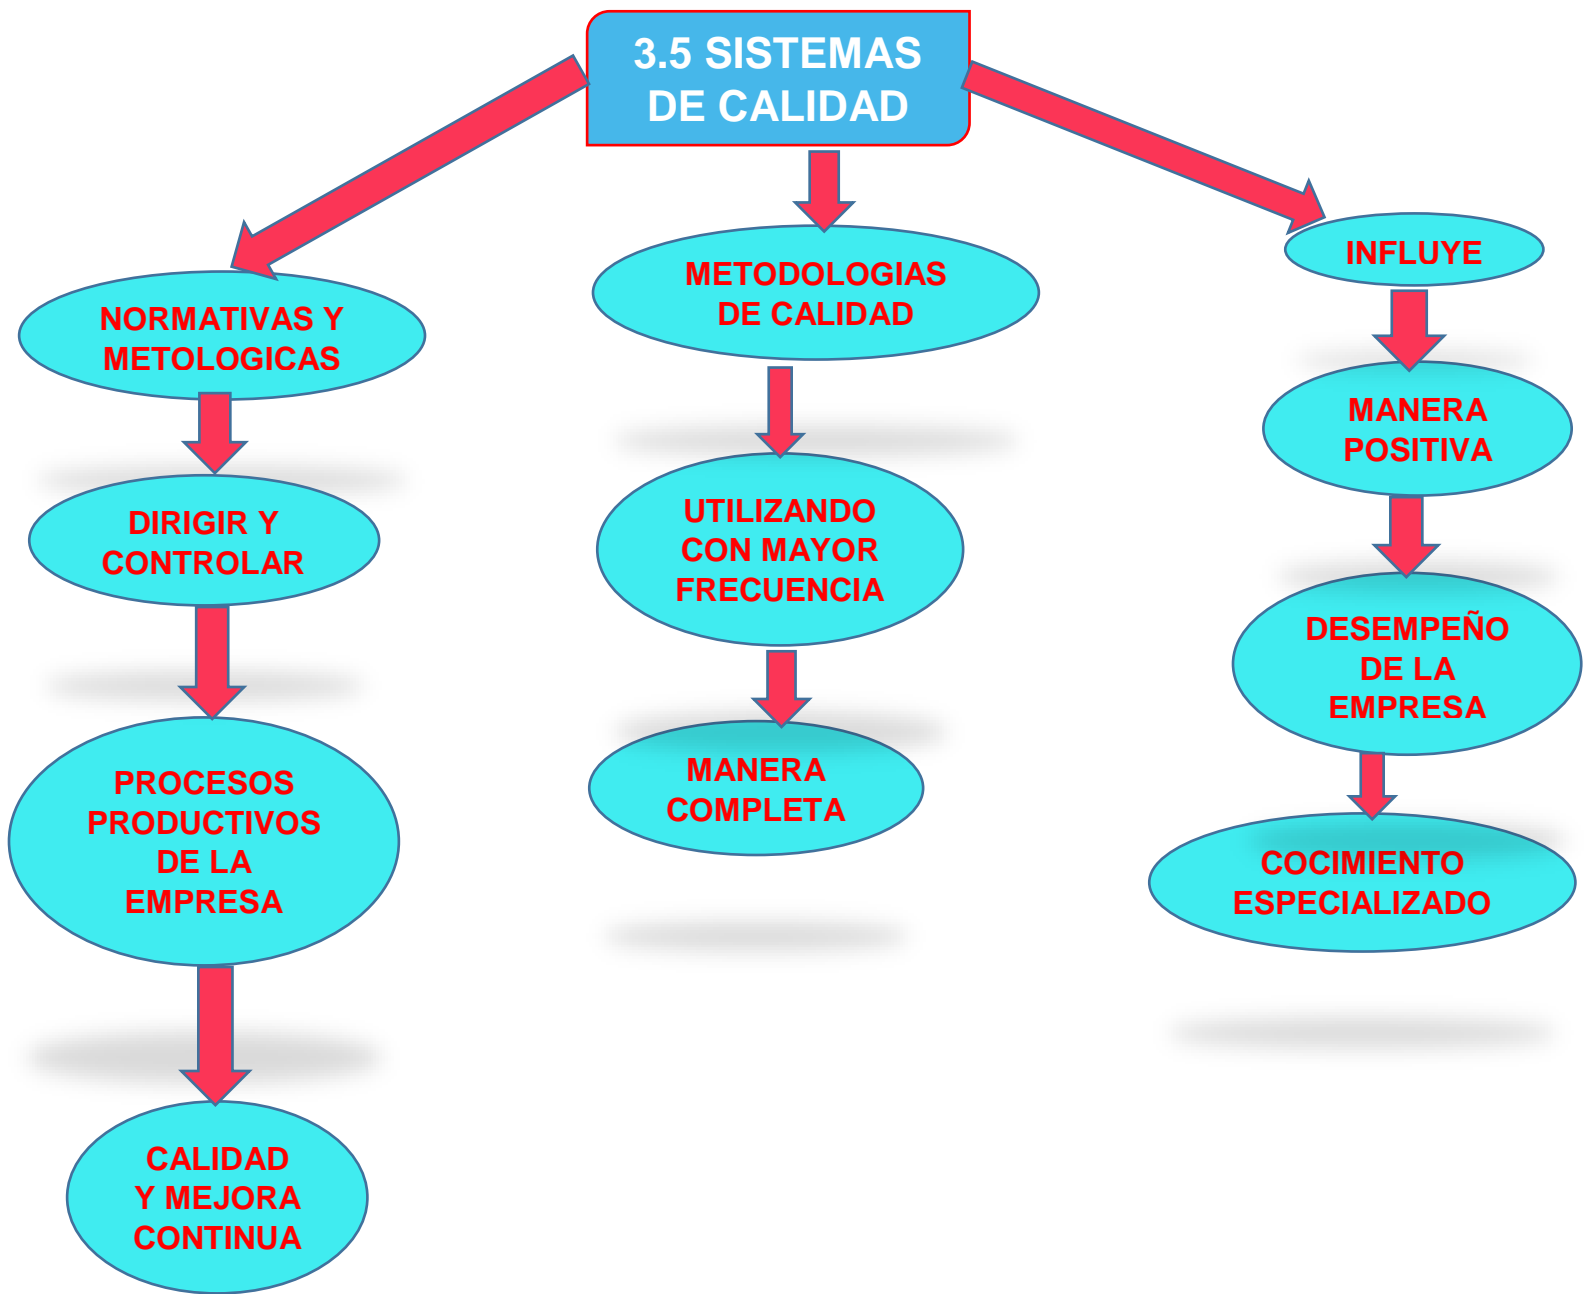 3.5 SISTEMAS
DE CALIDAD
NORMATIVAS Y
METOLOGICAS
DIRIGIR Y
CONTROLAR
PROCESOS
PRODUCTIVOS
DE LA
EMPRESA
CALIDAD
Y MEJORA
CONTINUA
METODOLOGIAS
DE CALIDAD
UTILIZANDO
CON MAYOR
FRECUENCIA
MANERA
COMPLETA
INFLUYE
MANERA
POSITIVA
DESEMPEÑO
DE LA
EMPRESA
COCIMIENTO
ESPECIALIZADO